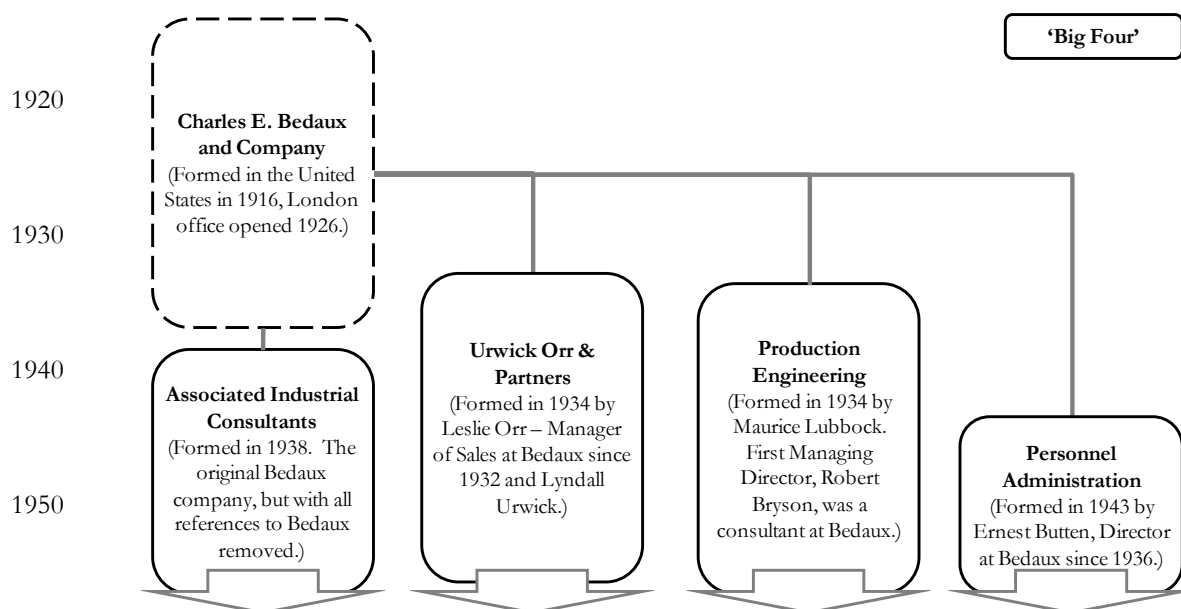 ‘Big Four’
1920
1930
1940
1950
Charles E. Bedaux
and Company
(Formed in the United
States in 1916, London
office opened 1926.)
Associated Industrial
Consultants
(Formed in 1938.  The
original Bedaux
company, but with all
references to Bedaux
removed.)
Urwick Orr &
Partners
(Formed in 1934 by
Leslie Orr – Manager
of Sales at Bedaux since
1932 and Lyndall
Urwick.)
Production
Engineering
(Formed in 1934 by
Maurice Lubbock.
First Managing
Director, Robert
Bryson, was a
consultant at Bedaux.)
Personnel
Administration
(Formed in 1943 by
Ernest Butten, Director
at Bedaux since 1936.)